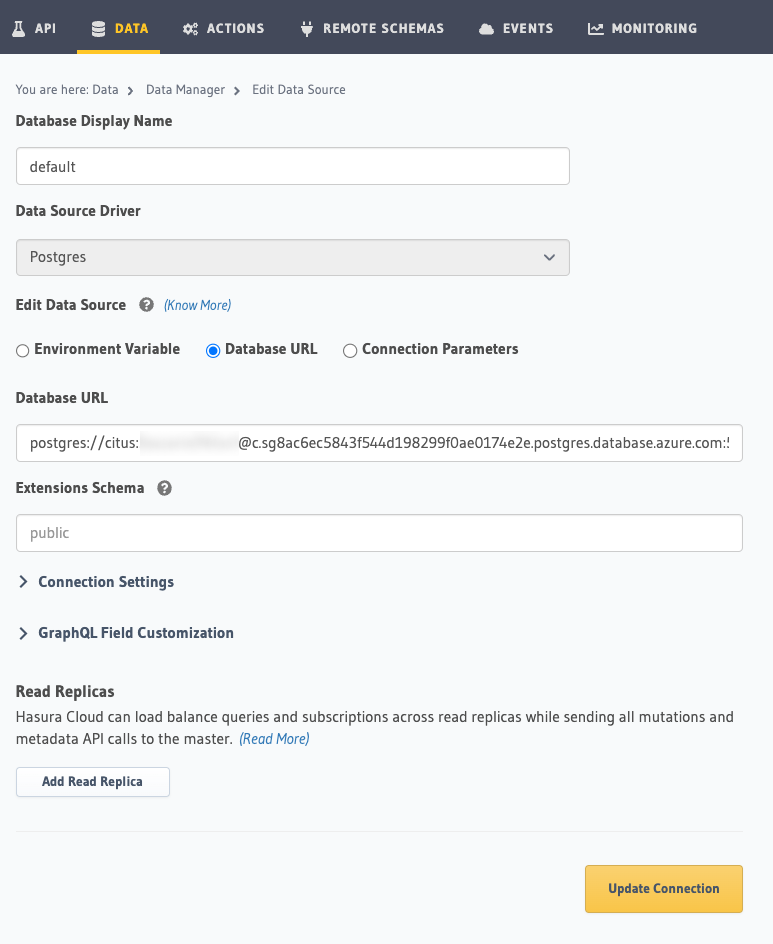 API DATA ACTIONS REMOTE SCHEMAS EVENTS MONITORING
You are here: Data > Data Manager > Edit Data Source
Database Display Name
default
Data Source Driver
Postgres
Edit Data Source ? (Know More)
Environment Variable Database URL Connection Parameters
Database URL
postgres://citus: @c.sg8ac6ec5843f544d198299f0ae0174e2e.postgres.database.azure.com:
Extensions Schema ?
public
Connection Settings
GraphQL Field Customization
Read Replicas
Hasura Cloud can load balance queries and subscriptions across read replicas while sending all mutations and
metadata API calls to the master. (Read More)
Add Read Replica
Update Connection